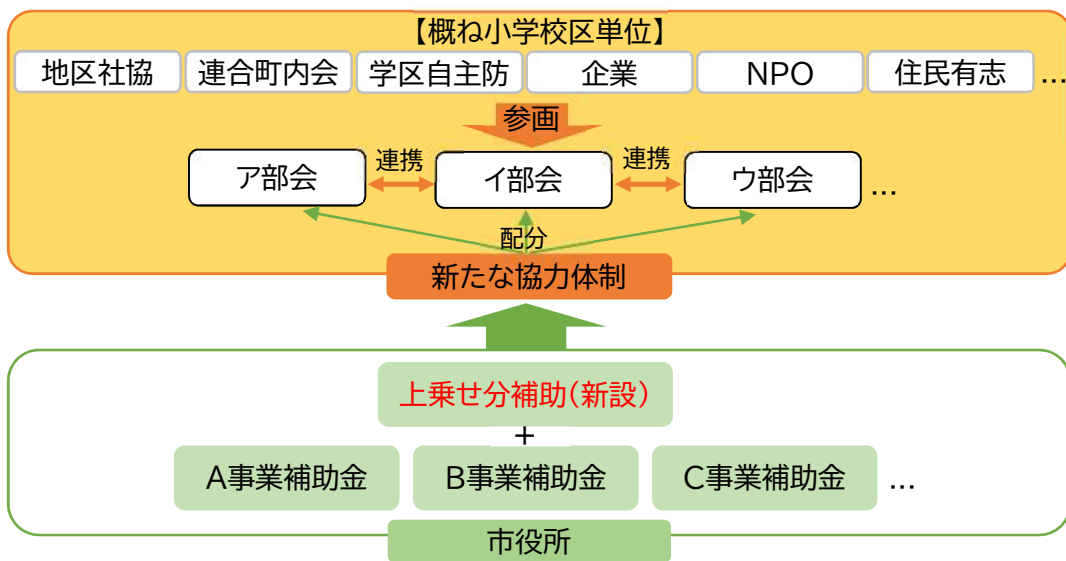 【概ね小学校区単位】
地区社協 連合町内会 学区自主防 企業 NPO 住民有志 …
参画
ア部会 連携 イ部会 連携 ウ部会 …
配分
新たな協力体制
上乗せ分補助(新設)
+
A事業補助金 B事業補助金 C事業補助金 …
市役所